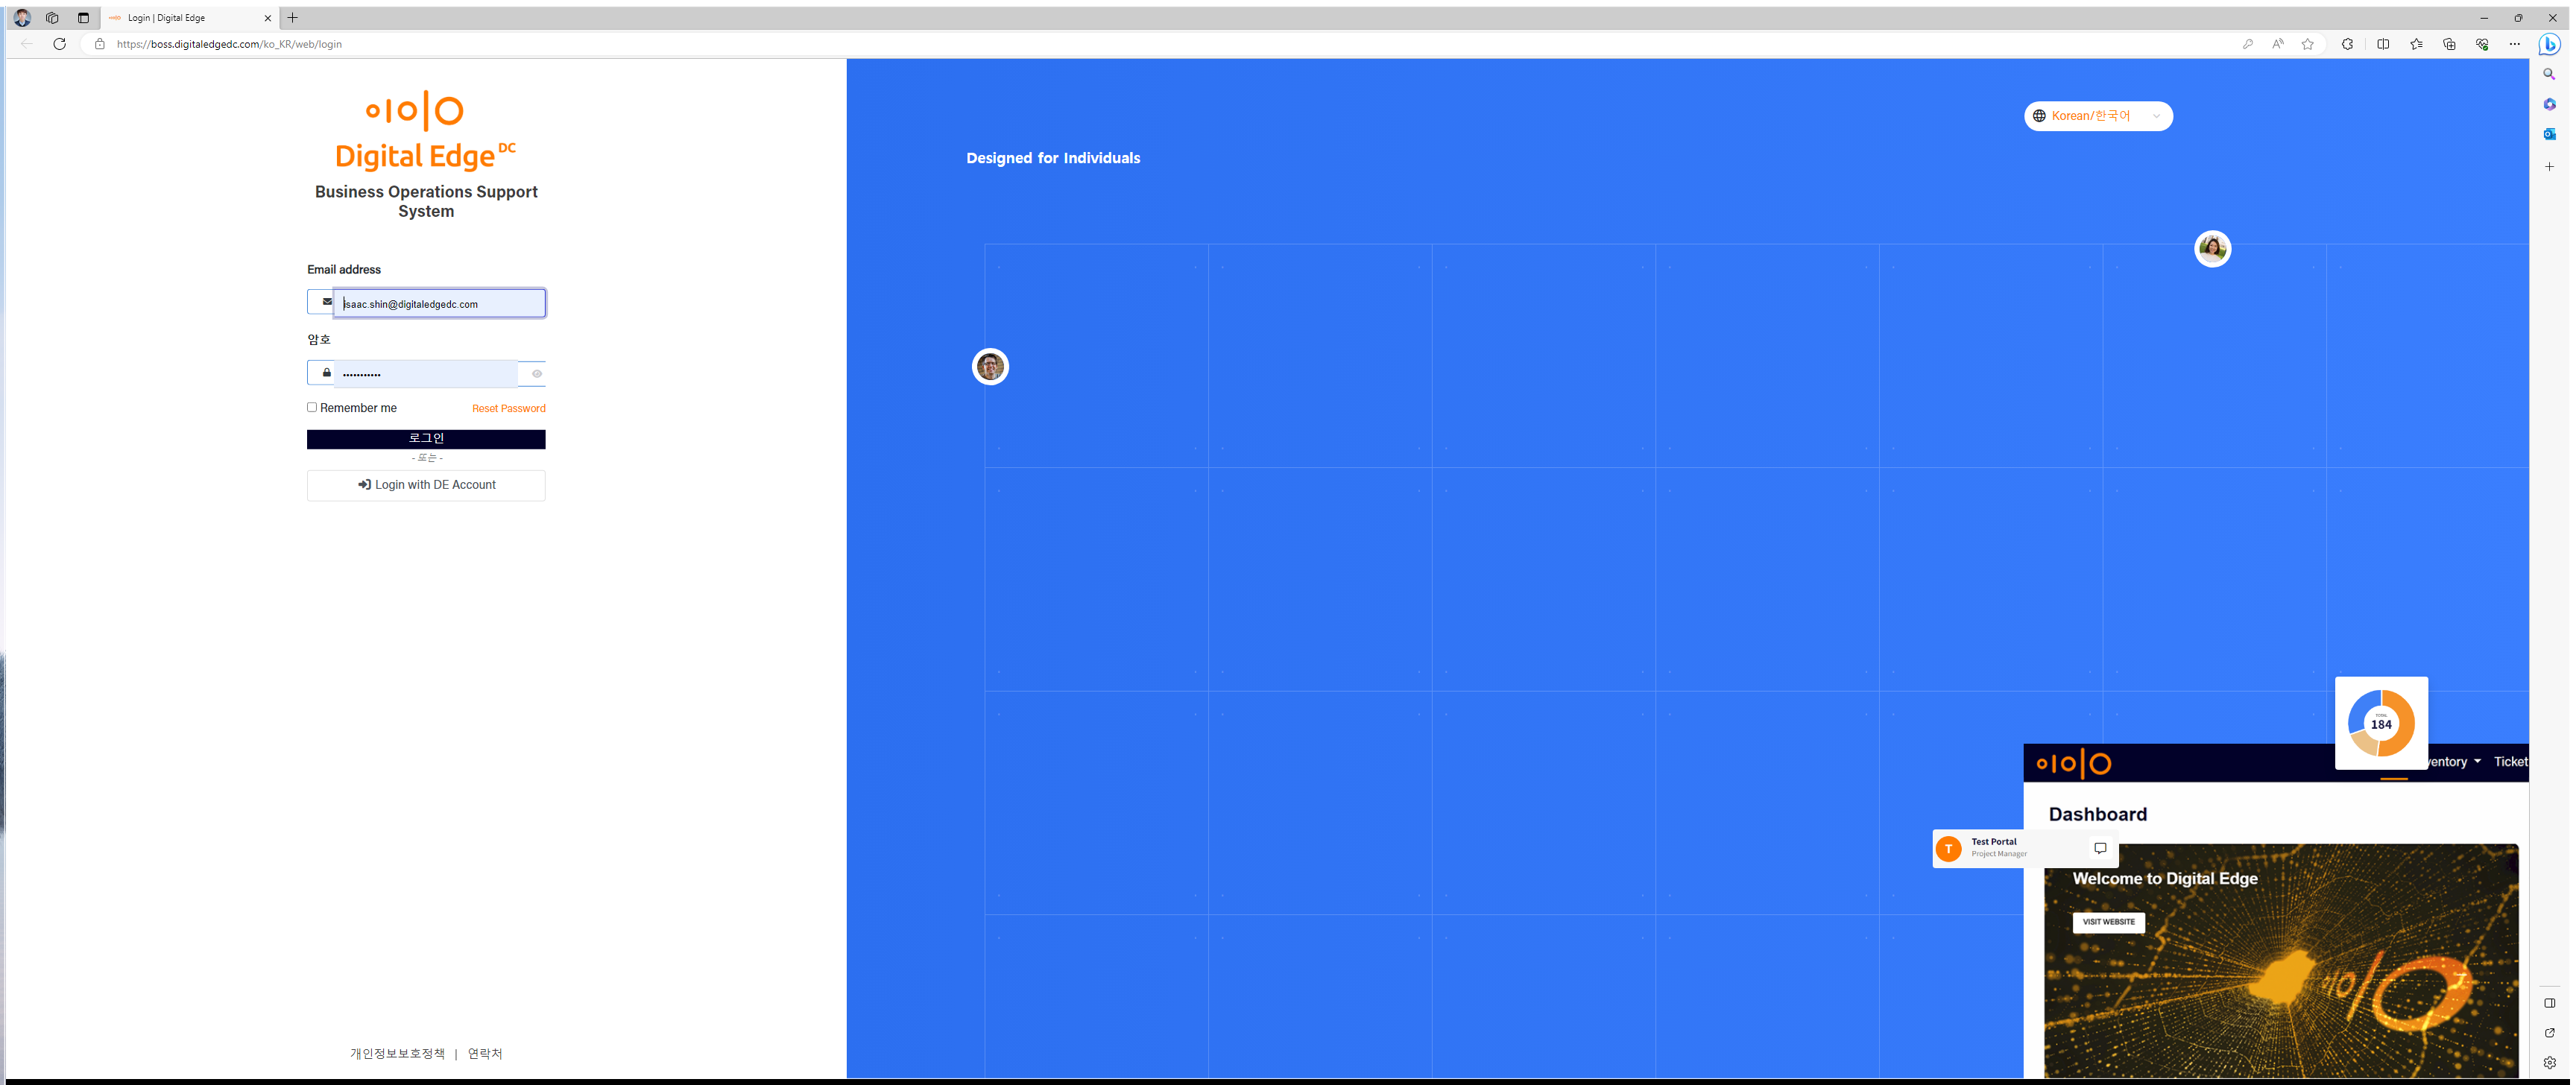 Login | Digital Edge
https://boss.digitaledgedc.com/ko_KR/web/login
Digital Edge DC
Business Operations Support
System
Email address
isaac.shin@digitaledgedc.com
암호
Remember me
Reset Password
로그인
- 또는 -
Login with DE Account
개인정보보호정책 | 연락처
Korean/한국어
Designed for Individuals
TOTAL
184
ventory
Ticket
Dashboard
T
Test Portal
Project Manager
Welcome to Digital Edge
VISIT WEBSITE